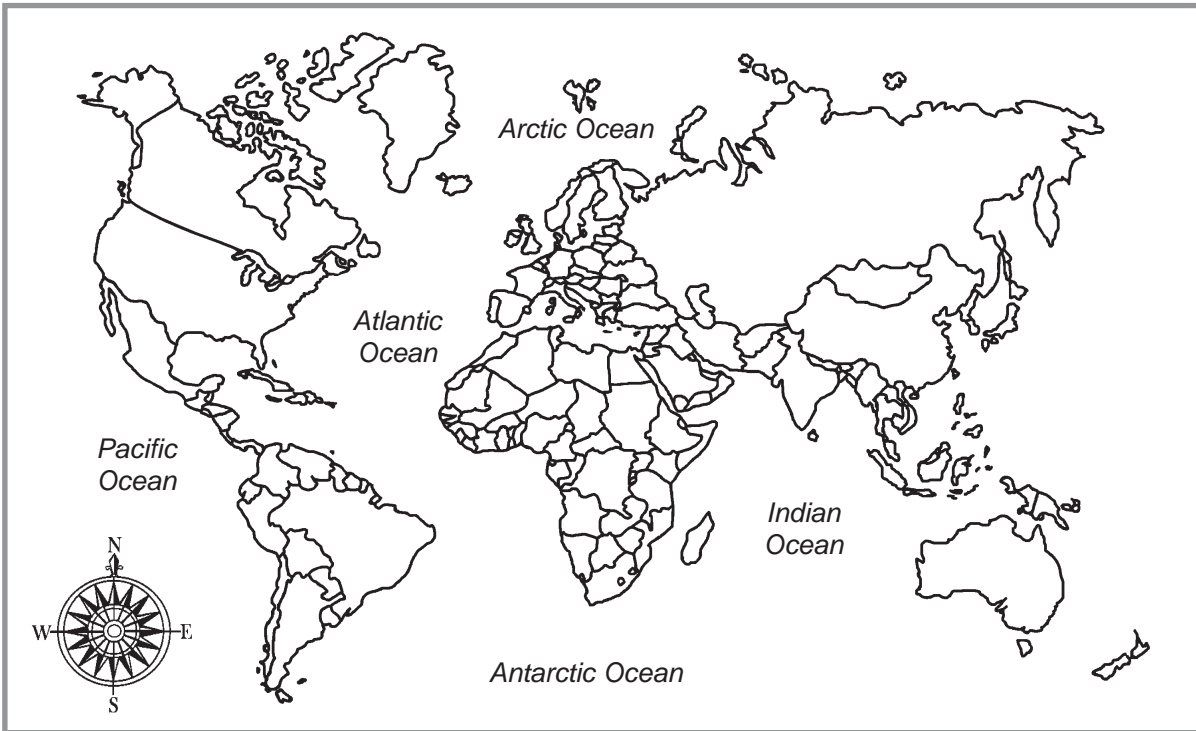 Arctic Ocean
Atlantic
Ocean
Pacific
Ocean
Indian
Ocean
N
W
E
S
Antarctic Ocean